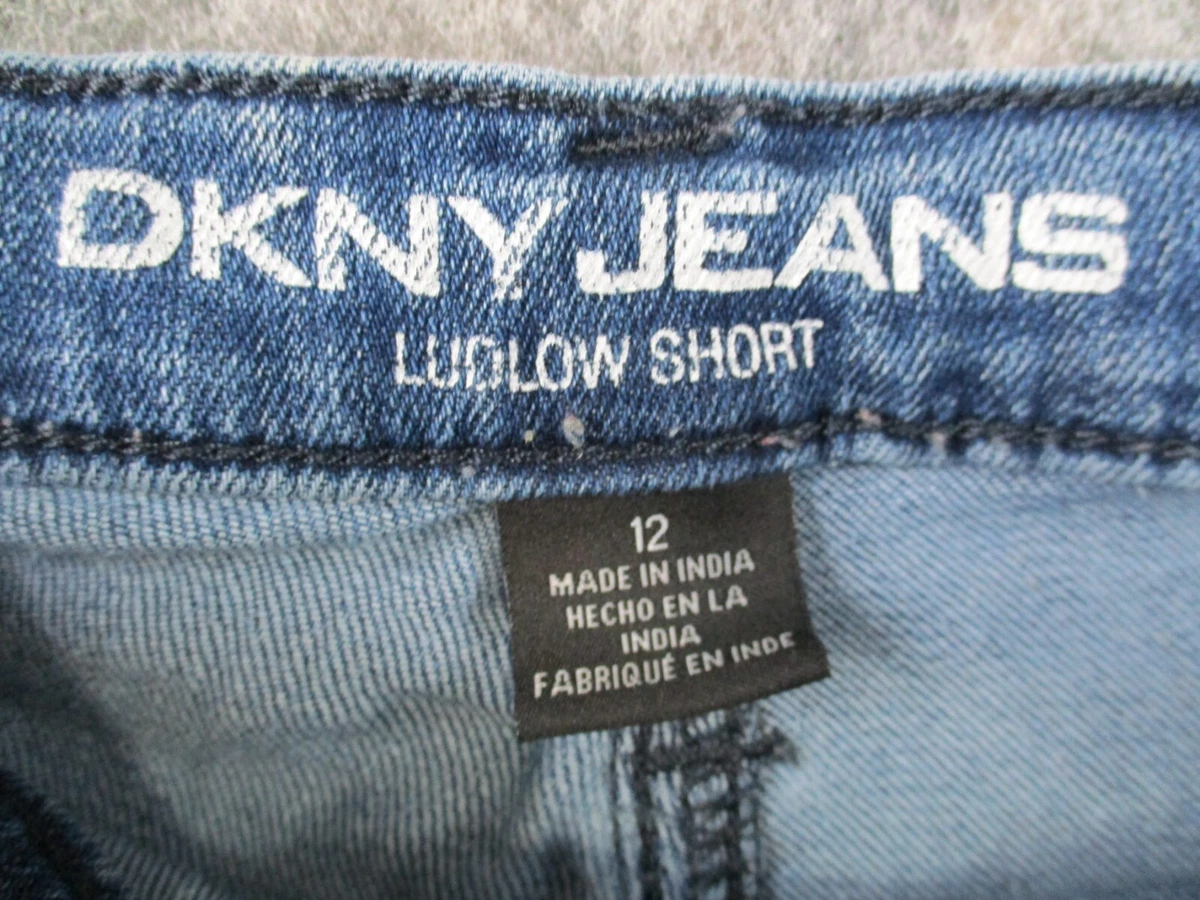 DKNY JEANS
LUDLOW SHORT
12
MADE IN INDIA
HECHO EN LA
INDIA
FABRIQUÉ EN INDE